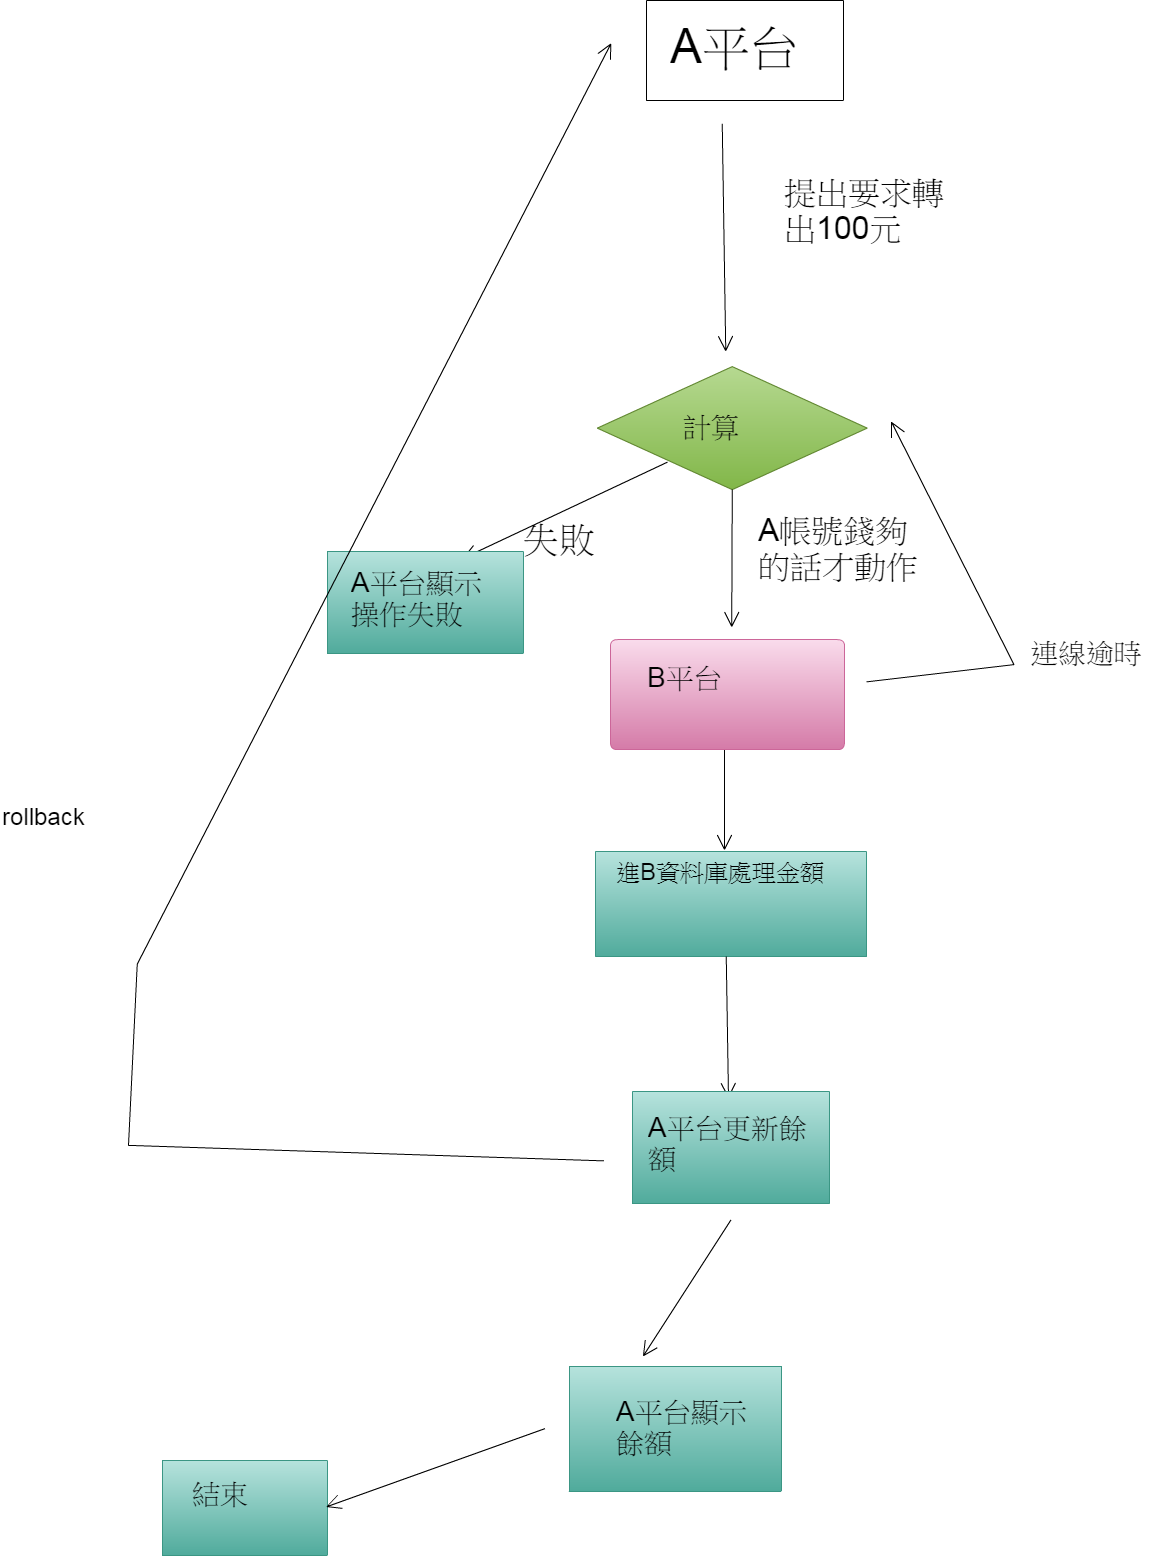 A平台
提出要求轉
出100元
計算
失敗
A帳號錢夠
的話才動作
A平台顯示
操作失敗
連線逾時
B平台
rollback
進B資料庫處理金額
A平台更新餘
額
A平台顯示
餘額
結束